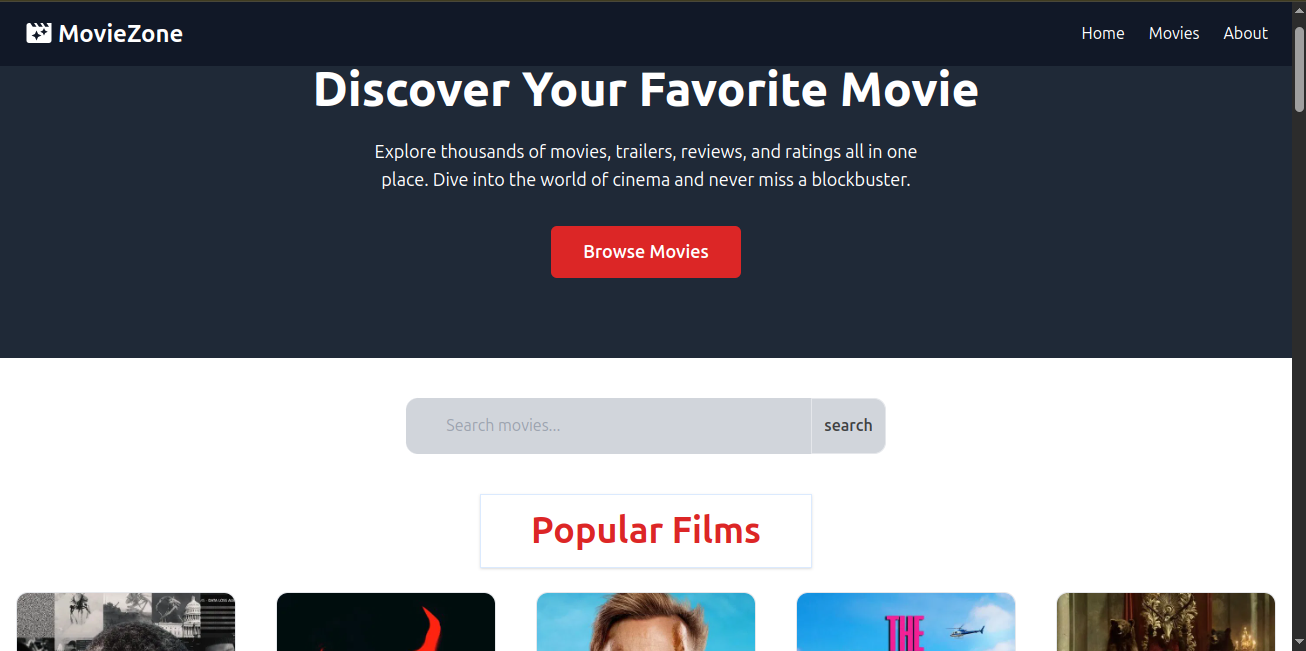 MovieZone
Home
Movies
About
Discover Your Favorite Movie
Explore thousands of movies, trailers, reviews, and ratings all in one
place. Dive into the world of cinema and never miss a blockbuster.
Browse Movies
Search movies...
search
Popular Films
THE